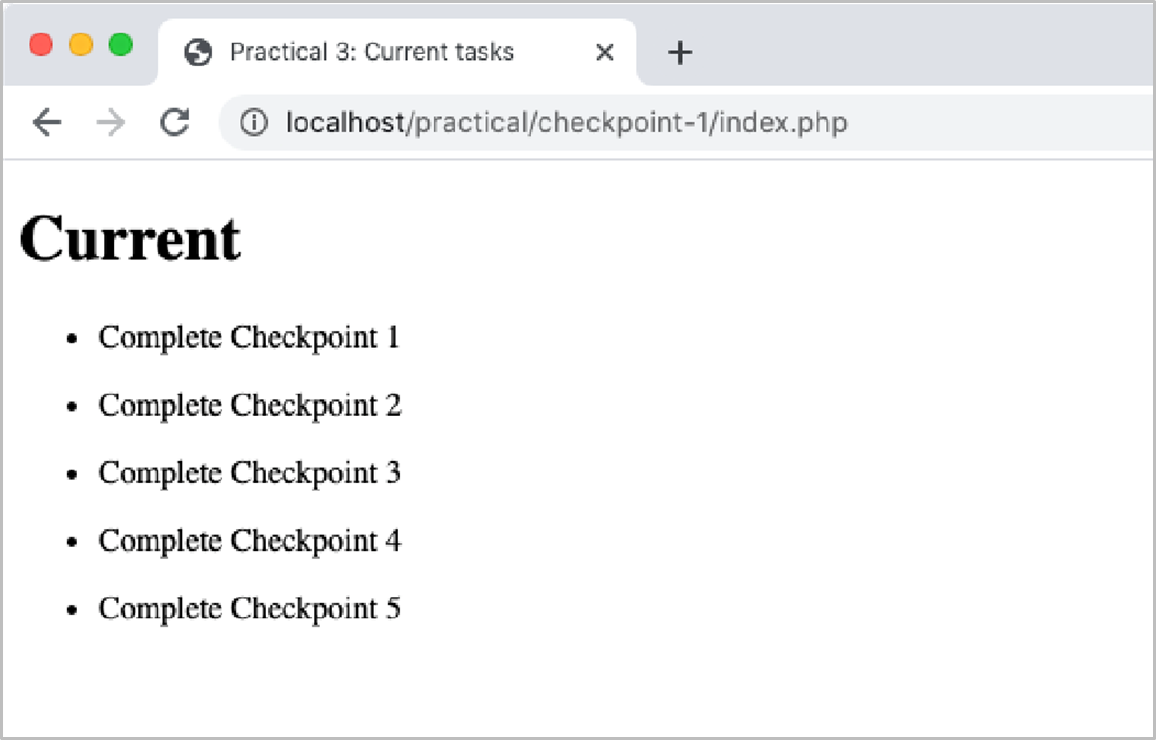 Practical 3: Current tasks
localhost/practical/checkpoint-1/index.php
Current
• Complete Checkpoint 1
• Complete Checkpoint 2
• Complete Checkpoint 3
• Complete Checkpoint 4
• Complete Checkpoint 5